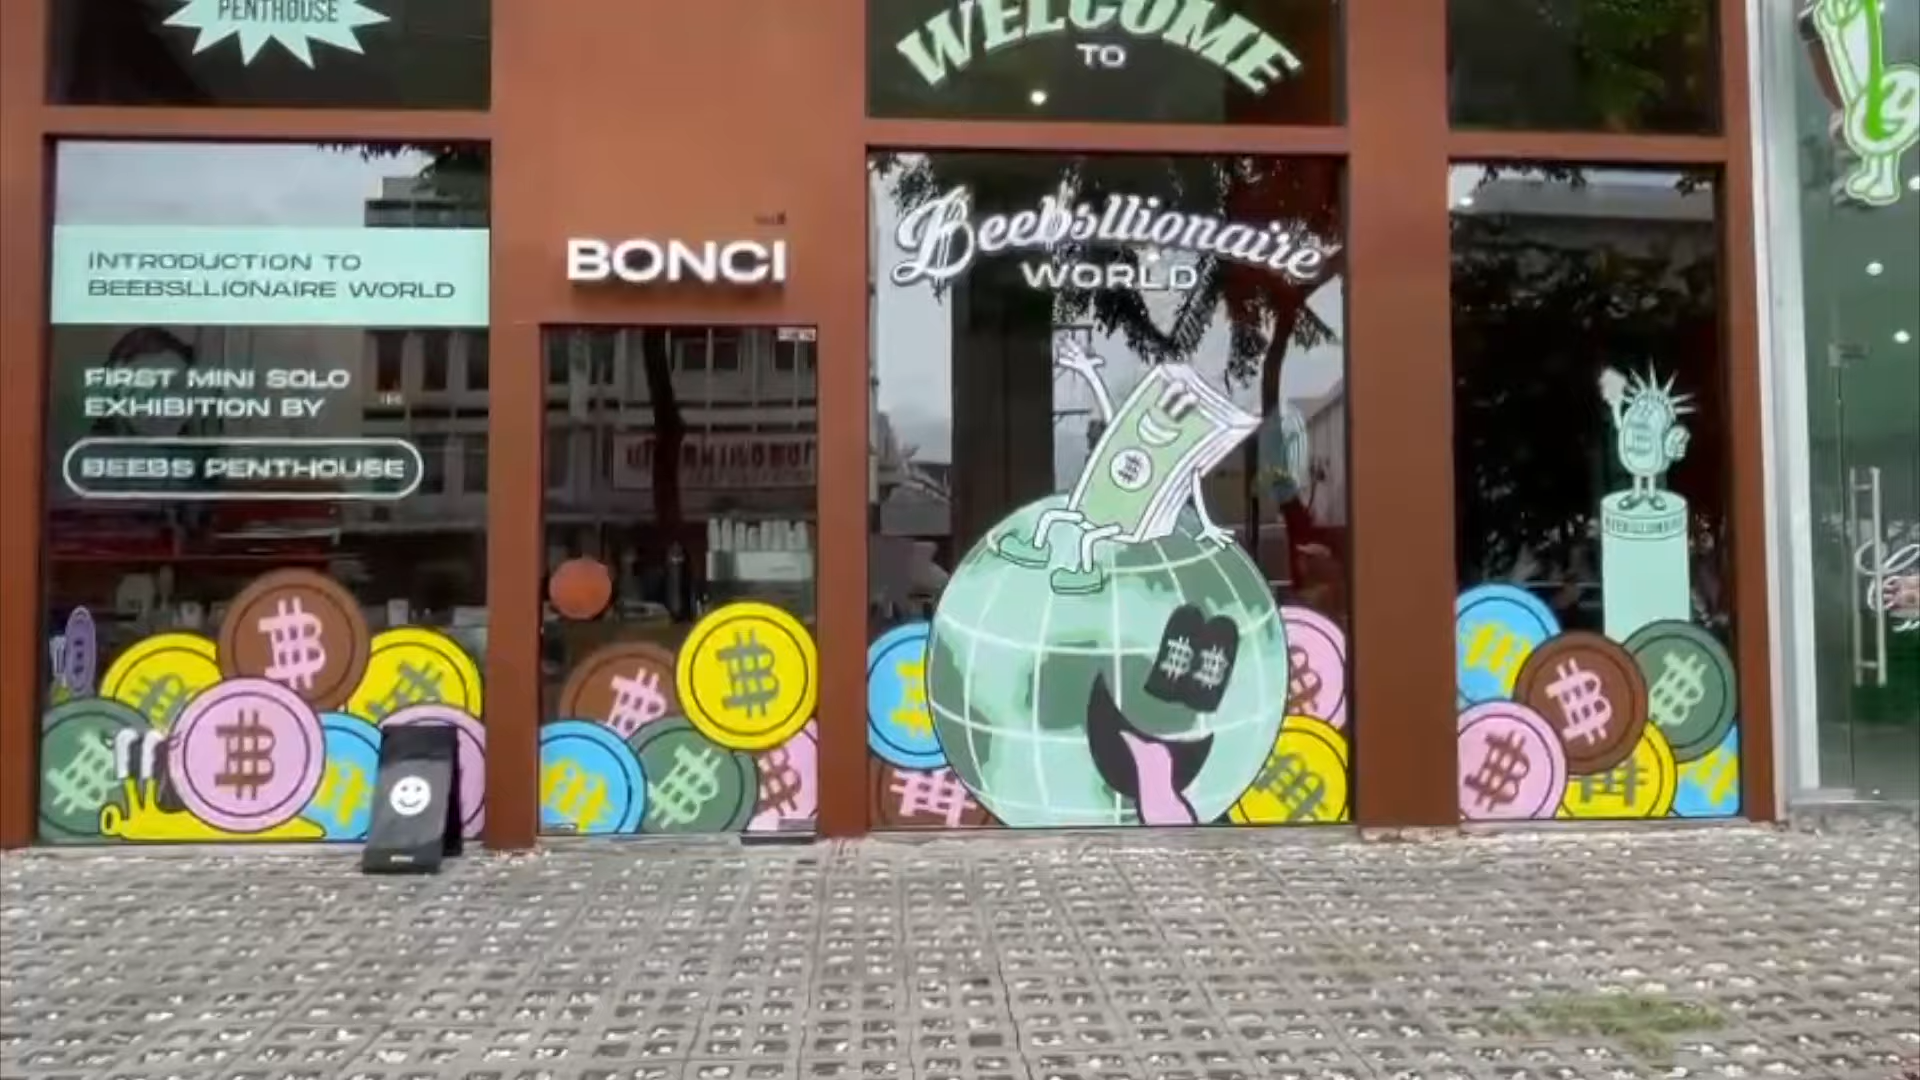 PENTHOUSE
WELCOME
TO
INTRODUCTION TO
BEEBSLLIONAIRE WORLD
BONCI
Beebsllionaire
WORLD
FIRST MINI SOLO
EXHIBITION BY
BEEBS PENTHOUSE